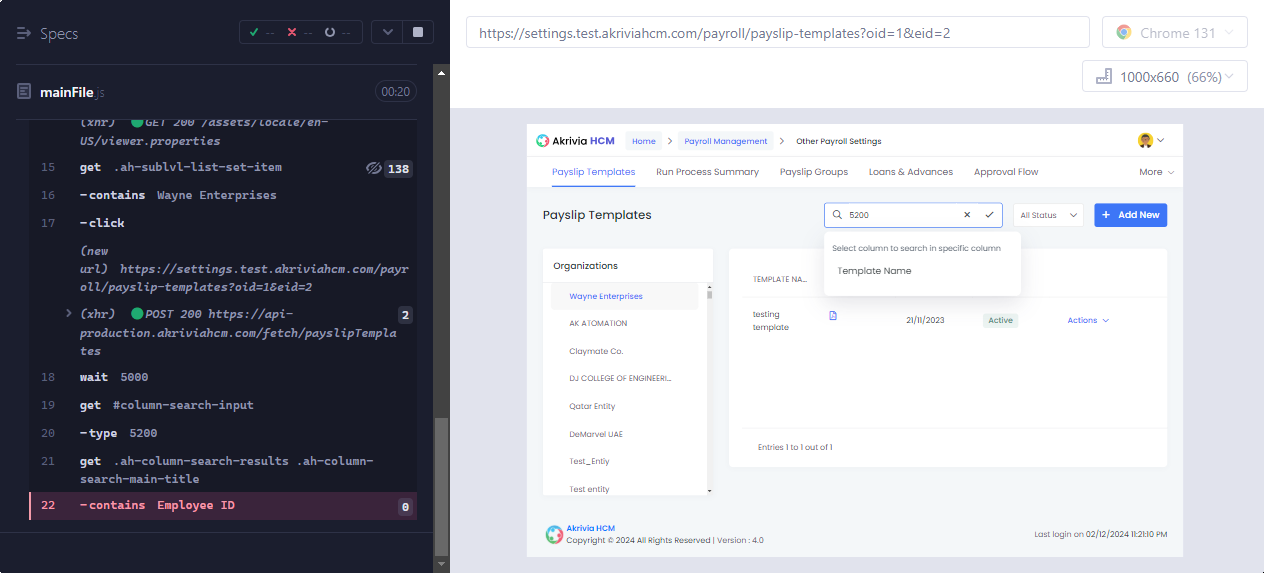 Specs
-- -- --
mainFile.js
00:20
(xhr) GET 200 /assets/locale/en-
US/viewer.properties
15 get .ah-sublvl-list-set-item 138
16 -contains Wayne Enterprises
17 -click
(new
url) https://settings.test.akriviahcm.com/payr
oll/payslip-templates?oid=1&eid=2
(xhr) POST 200 https://api- 2
production.akriviahcm.com/fetch/payslipTempla
tes
18 wait 5000
19 get #column-search-input
20 -type 5200
21 get .ah-column-search-results .ah-column-
search-main-title
22 -contains Employee ID 0
https://settings.test.akriviahcm.com/payroll/payslip-templates?oid=1&eid=2
Chrome 131
1000x660 (66%)
Akrivia HCM Home > Payroll Management > Other Payroll Settings
Payslip Templates Run Process Summary Payslip Groups Loans & Advances Approval Flow More
Payslip Templates
5200
All Status
+ Add New
Select column to search in specific column
Template Name
Organizations
Wayne Enterprises
AK ATOMATION
Claymate Co.
DJ COLLEGE OF ENGINEERI...
Qatar Entity
DeMarvel UAE
Test_Entiy
Test entity
TEMPLATE NA...
testing
template
21/11/2023
Active
Actions
Entries 1 to 1 out of 1
Akrivia HCM
Copyright © 2024 All Rights Reserved | Version : 4.0
Last login on 02/12/2024 11:21:10 PM